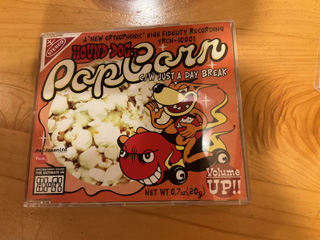 A "NEW ORTHOPHONIC" HIGH FIDELITY RECORDING
VRCH-10001
HOUND DOG'S
PopCorn
C/W JUST A DAY BREAK
Volume
UP!!
NET WT 0.7oz(20g)